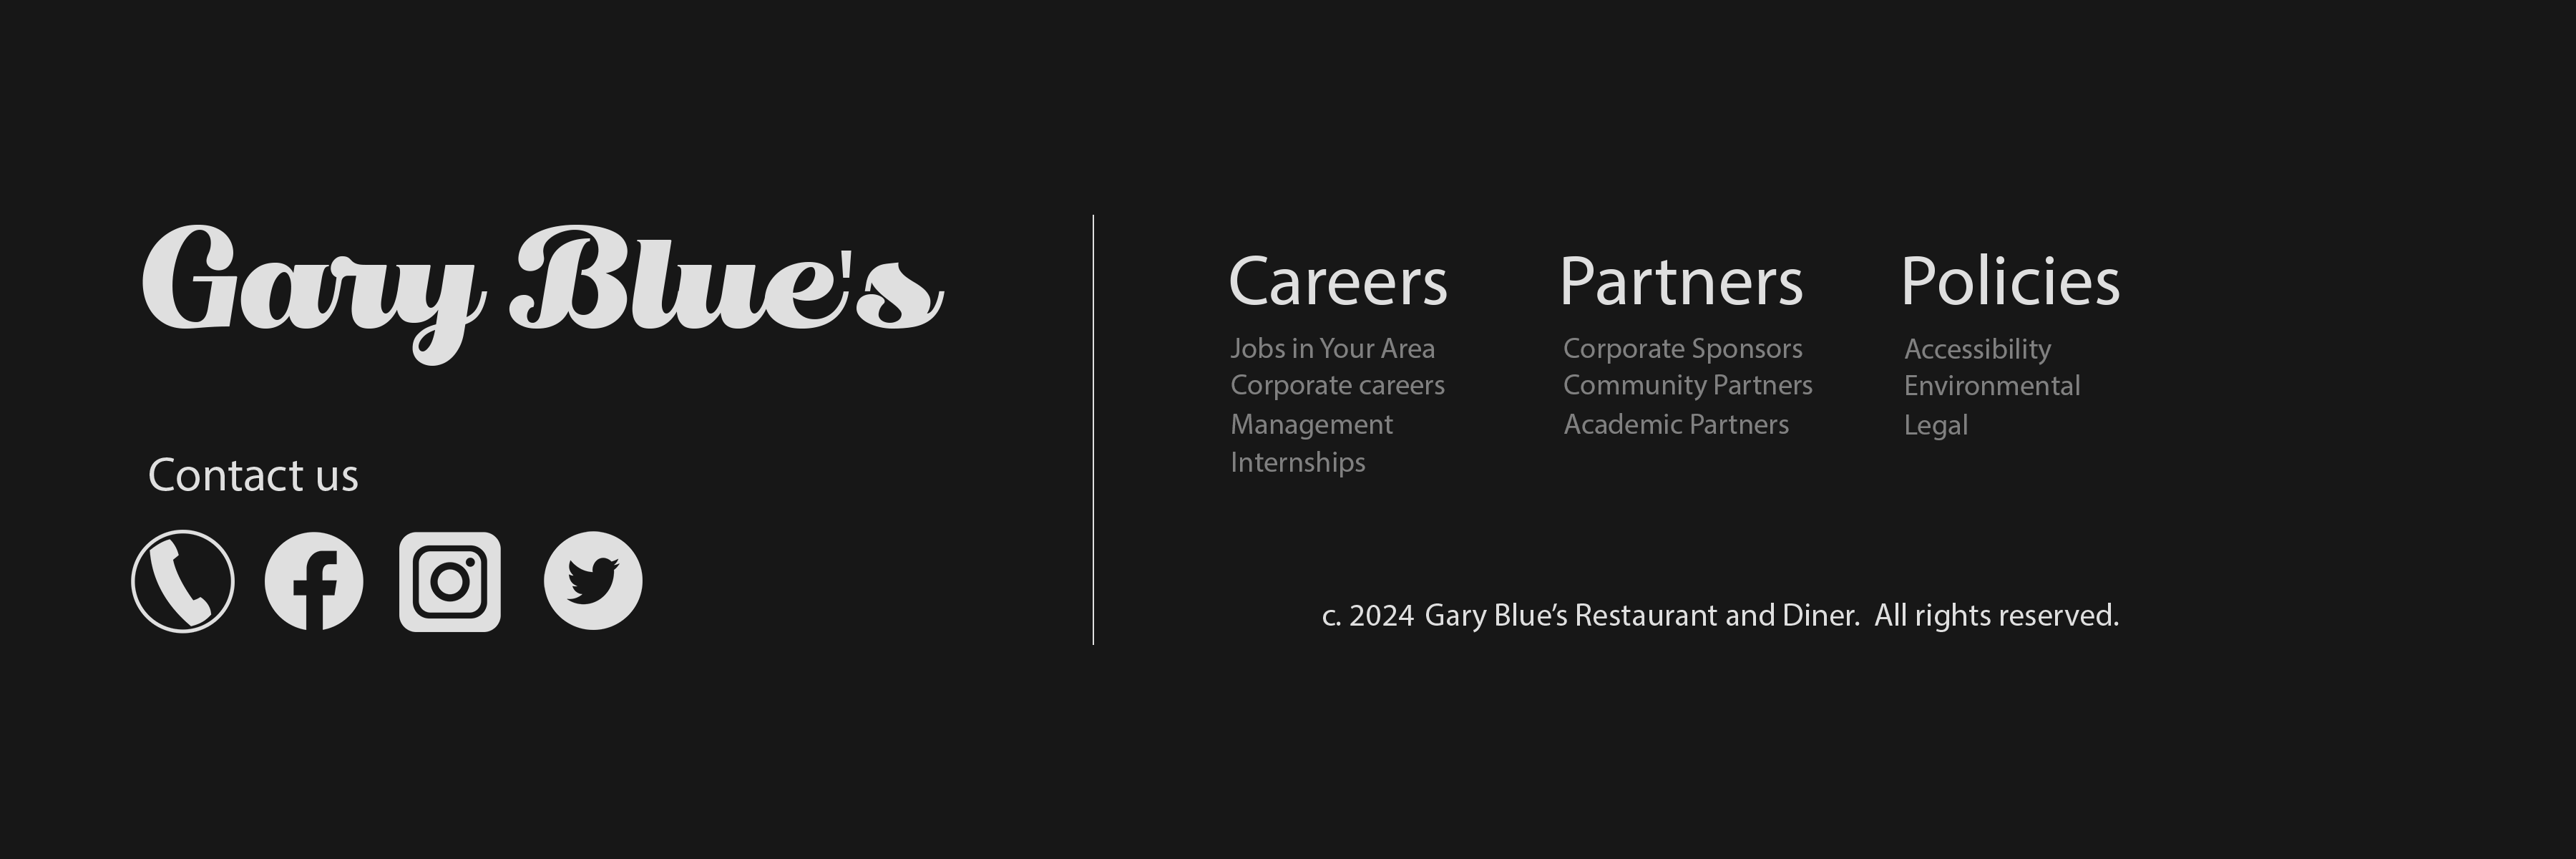 Gary Blue's
Contact us
Careers
Jobs in Your Area
Corporate careers
Management
Internships
Partners
Corporate Sponsors
Community Partners
Academic Partners
Policies
Accessibility
Environmental
Legal
c. 2024 Gary Blue’s Restaurant and Diner.  All rights reserved.